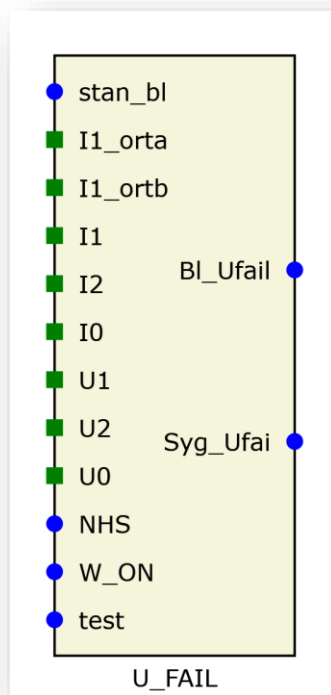 stan_bl
I1_orta
I1_ortb
I1
I2
I0
U1
U2
U0
NHS
W_ON
test
Bl_Ufail
Syg_Ufai
U_FAIL